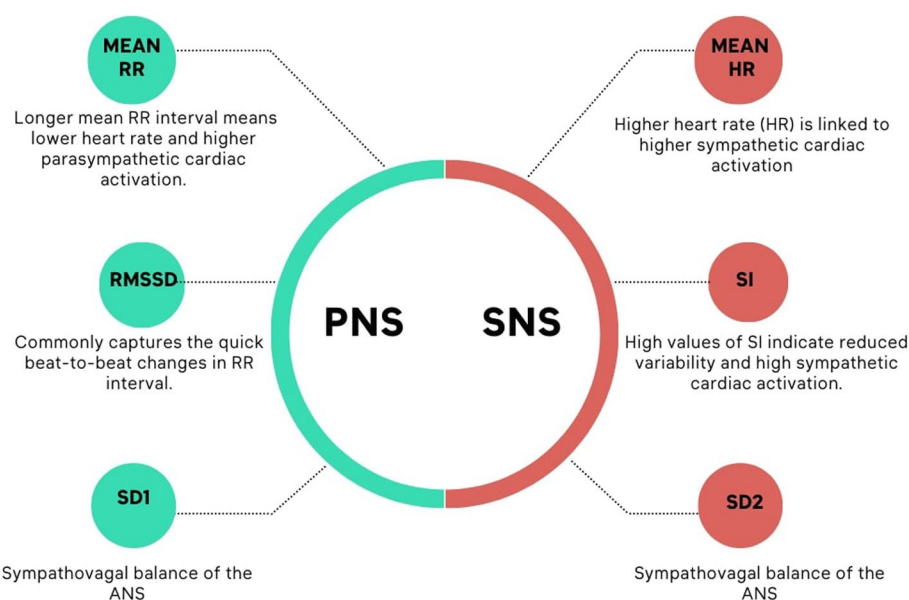 MEAN
RR
Longer mean RR interval means
lower heart rate and higher
parasympathetic cardiac
activation.
MEAN
HR
Higher heart rate (HR) is linked to
higher sympathetic cardiac
activation
RMSSD
Commonly captures the quick
beat-to-beat changes in RR
interval.
PNS
SNS
SI
High values of SI indicate reduced
variability and high sympathetic
cardiac activation.
SD1
Sympathovagal balance of the
ANS
SD2
Sympathovagal balance of the
ANS